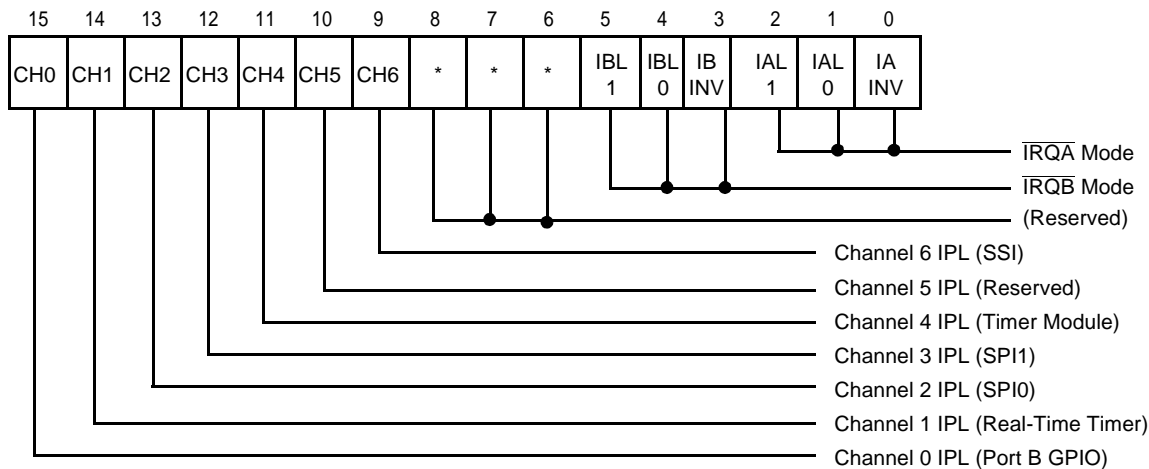 15 14 13 12 11 10 9 8 7 6 5 4 3 2 1 0
CH0 CH1 CH2 CH3 CH4 CH5 CH6 * * * IBL 1 IBL 0 IB INV IAL 1 IAL 0 IA INV
IRQA Mode
IRQB Mode
(Reserved)
Channel 6 IPL (SSI)
Channel 5 IPL (Reserved)
Channel 4 IPL (Timer Module)
Channel 3 IPL (SPI1)
Channel 2 IPL (SPI0)
Channel 1 IPL (Real-Time Timer)
Channel 0 IPL (Port B GPIO)